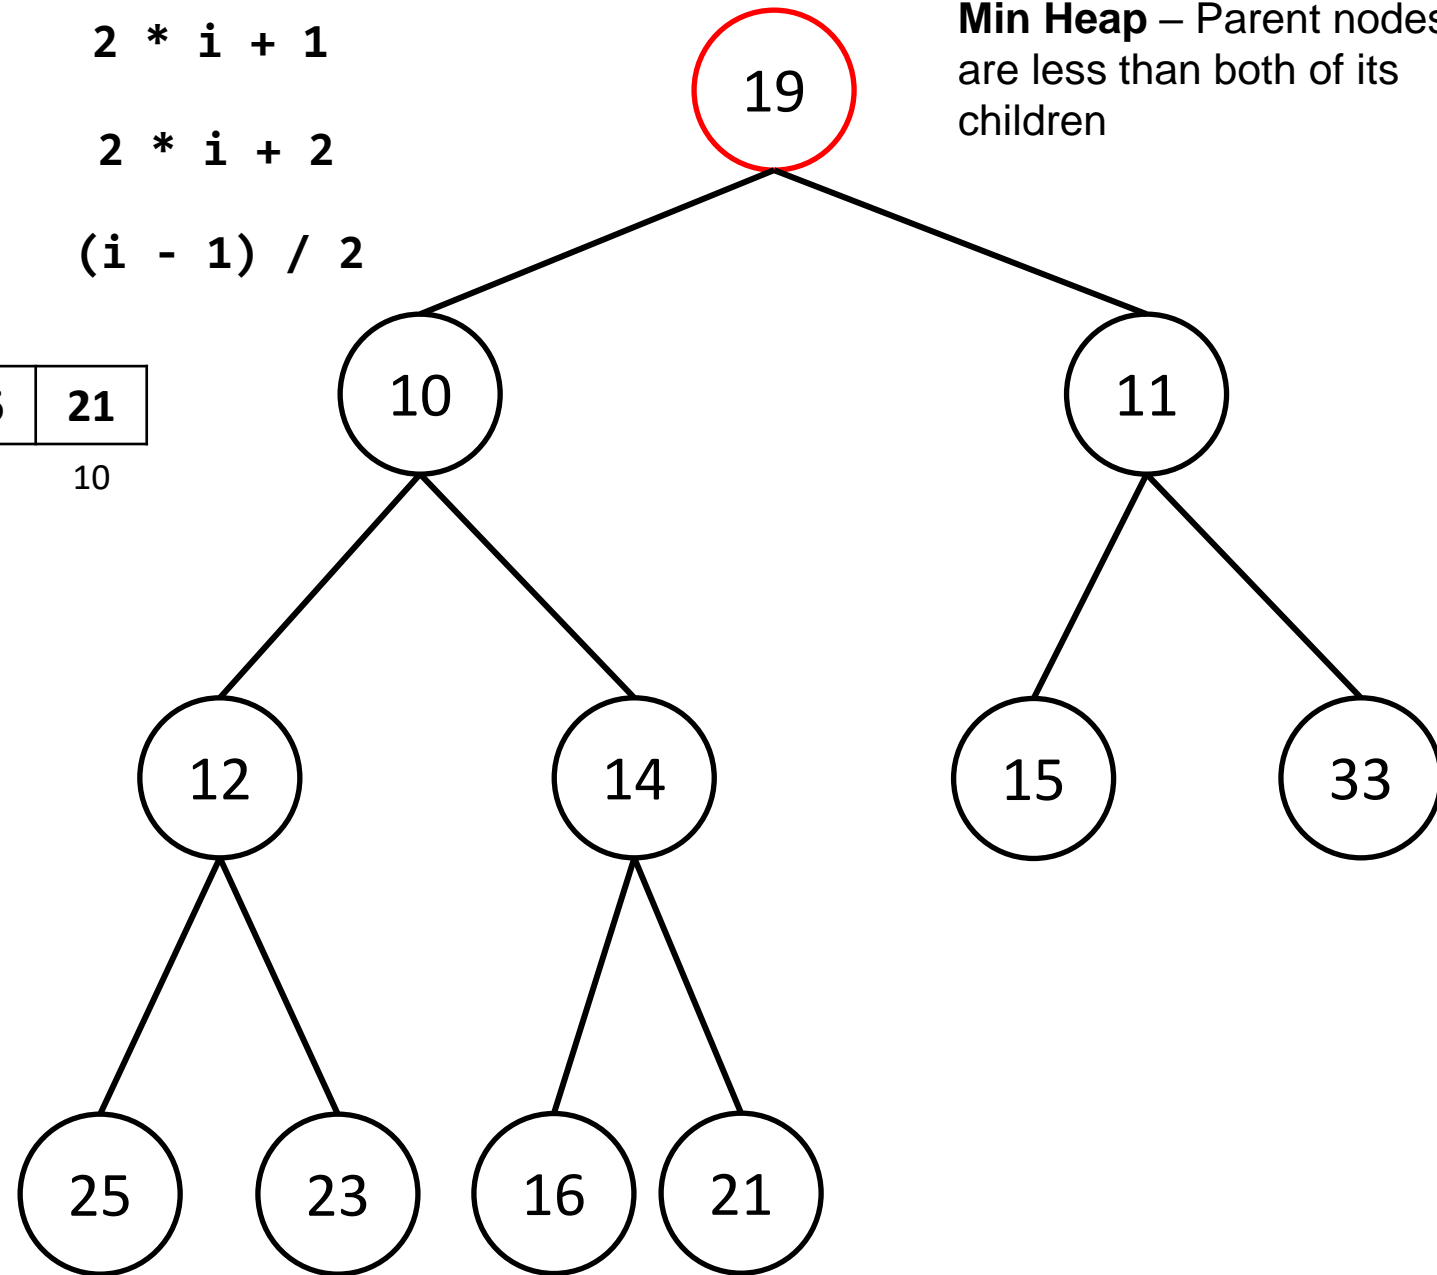 2 * i + 1
2 * i + 2
(i - 1) / 2
Min Heap – Parent nodes
are less than both of its
children
21
10
19
10
11
12
14
15
33
25
23
16
21